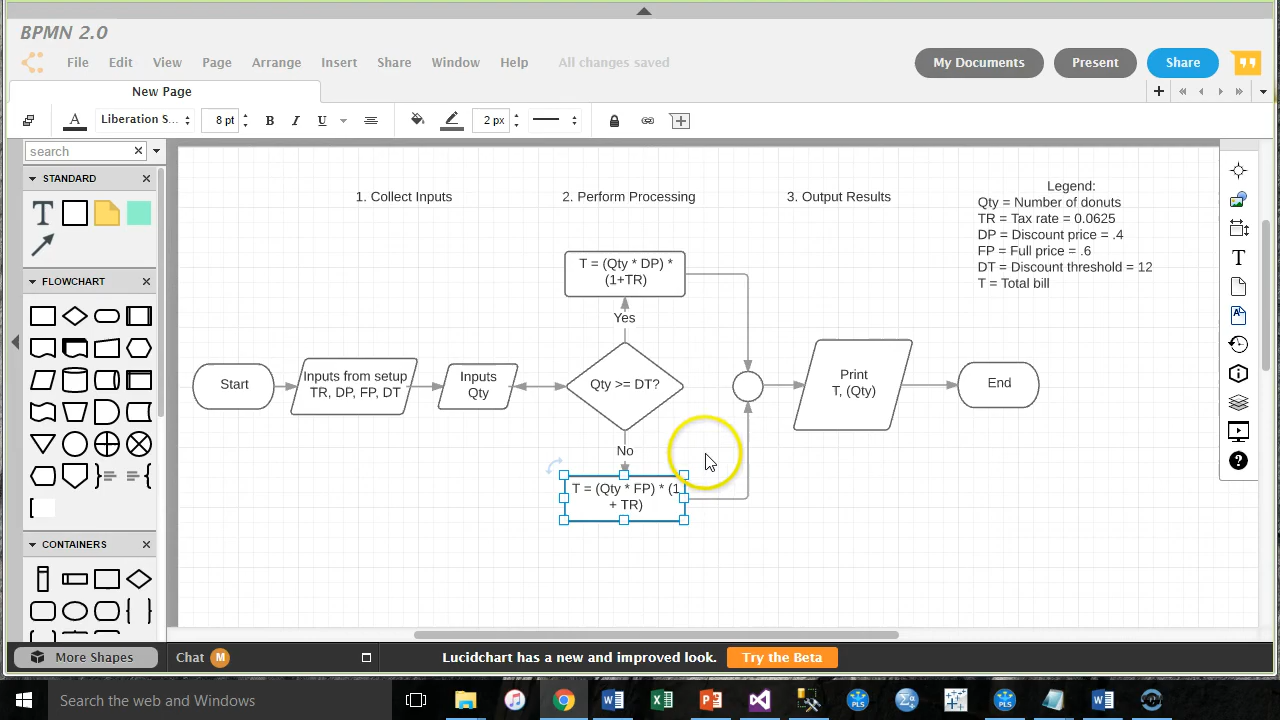 BPMN 2.0
File Edit View Page Arrange Insert Share Window Help All changes saved
My Documents Present Share
New Page
Liberation S... 8 pt B I U 2 px
search
STANDARD
T
FLOWCHART
CONTAINERS
More Shapes
1. Collect Inputs 2. Perform Processing 3. Output Results
Legend:
Qty = Number of donuts
TR = Tax rate = 0.0625
DP = Discount price = .4
FP = Full price = .6
DT = Discount threshold = 12
T = Total bill
T = (Qty * DP) *
(1+TR)
Yes
Start
Inputs from setup
TR, DP, FP, DT
Inputs
Qty
Qty >= DT?
Print
T, (Qty)
End
No
T = (Qty * FP) * (1
+ TR)
Chat M
Lucidchart has a new and improved look. Try the Beta
Search the web and Windows